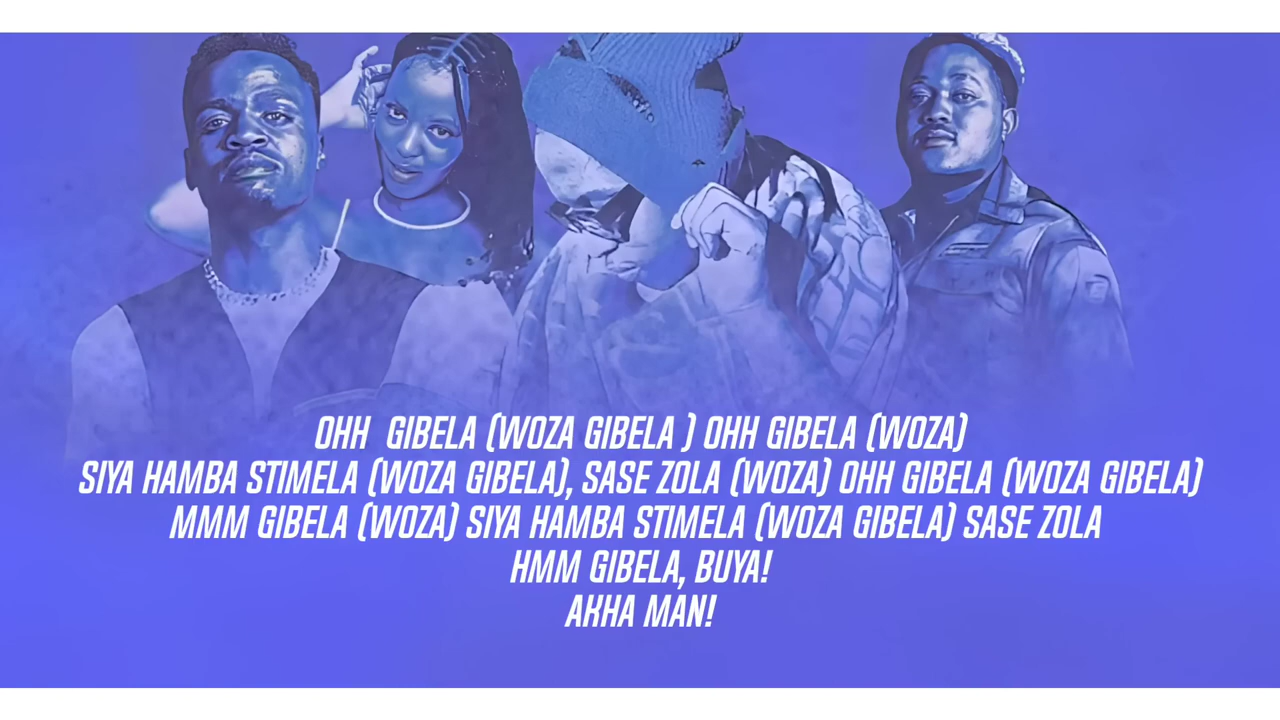 OHH GIBELA (WOZA GIBELA ) OHH GIBELA (WOZA)
SIYA HAMBA STIMELA (WOZA GIBELA), SASE ZOLA (WOZA) OHH GIBELA (WOZA GIBELA)
MMM GIBELA (WOZA) SIYA HAMBA STIMELA (WOZA GIBELA) SASE ZOLA
HMM GIBELA, BUYA!
AKHA MAN!